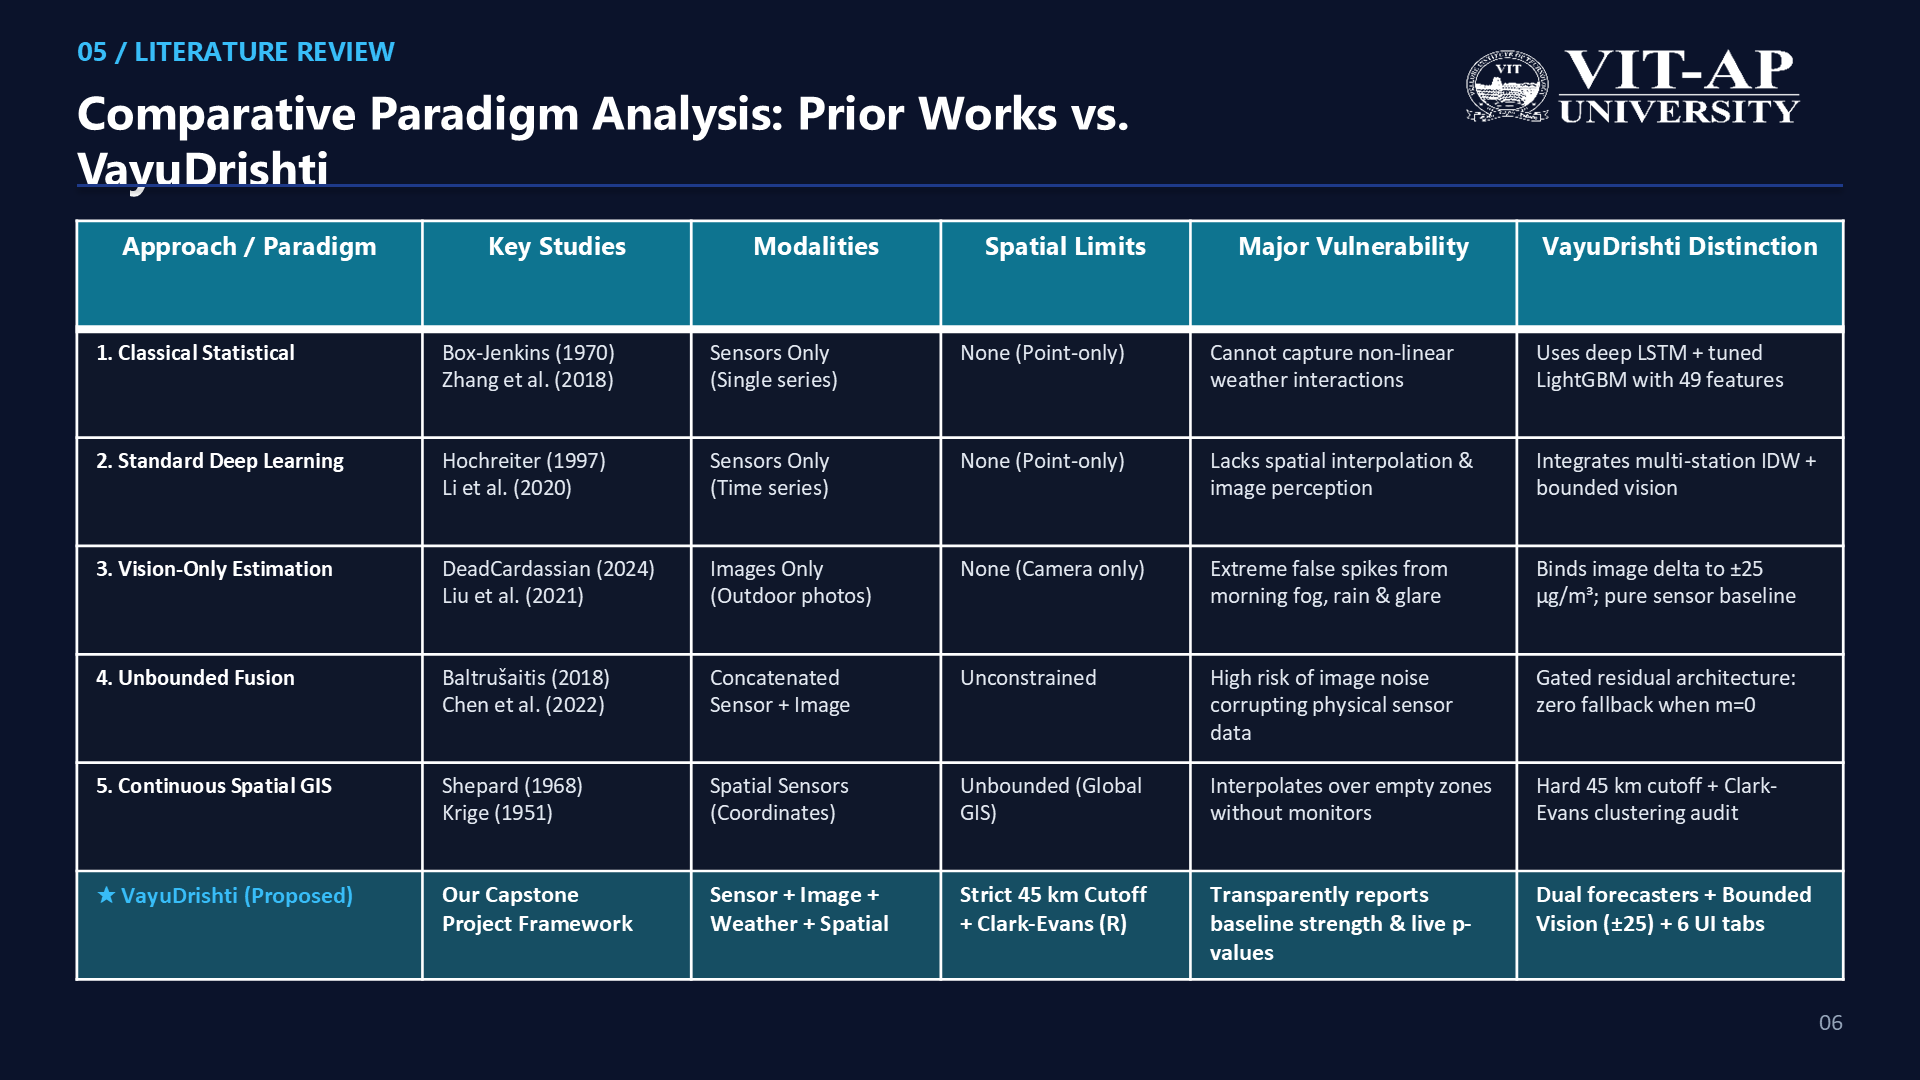 05 / LITERATURE REVIEW
Comparative Paradigm Analysis: Prior Works vs.
VayuDrishti
VIT
VIT-AP
UNIVERSITY
Approach / Paradigm
Key Studies
Modalities
Spatial Limits
Major Vulnerability
VayuDrishti Distinction
1. Classical Statistical
Box-Jenkins (1970)
Zhang et al. (2018)
Sensors Only
(Single series)
None (Point-only)
Cannot capture non-linear
weather interactions
Uses deep LSTM + tuned
LightGBM with 49 features
2. Standard Deep Learning
Hochreiter (1997)
Li et al. (2020)
Sensors Only
(Time series)
None (Point-only)
Lacks spatial interpolation &
image perception
Integrates multi-station IDW +
bounded vision
3. Vision-Only Estimation
DeadCardassian (2024)
Liu et al. (2021)
Images Only
(Outdoor photos)
None (Camera only)
Extreme false spikes from
morning fog, rain & glare
Binds image delta to ±25
µg/m³; pure sensor baseline
4. Unbounded Fusion
Baltrušaitis (2018)
Chen et al. (2022)
Concatenated
Sensor + Image
Unconstrained
High risk of image noise
corrupting physical sensor
data
Gated residual architecture:
zero fallback when m=0
5. Continuous Spatial GIS
Shepard (1968)
Krige (1951)
Spatial Sensors
(Coordinates)
Unbounded (Global
GIS)
Interpolates over empty zones
without monitors
Hard 45 km cutoff + Clark-
Evans clustering audit
★ VayuDrishti (Proposed)
Our Capstone
Project Framework
Sensor + Image +
Weather + Spatial
Strict 45 km Cutoff
+ Clark-Evans (R)
Transparently reports
baseline strength & live p-
values
Dual forecasters + Bounded
Vision (±25) + 6 UI tabs
06